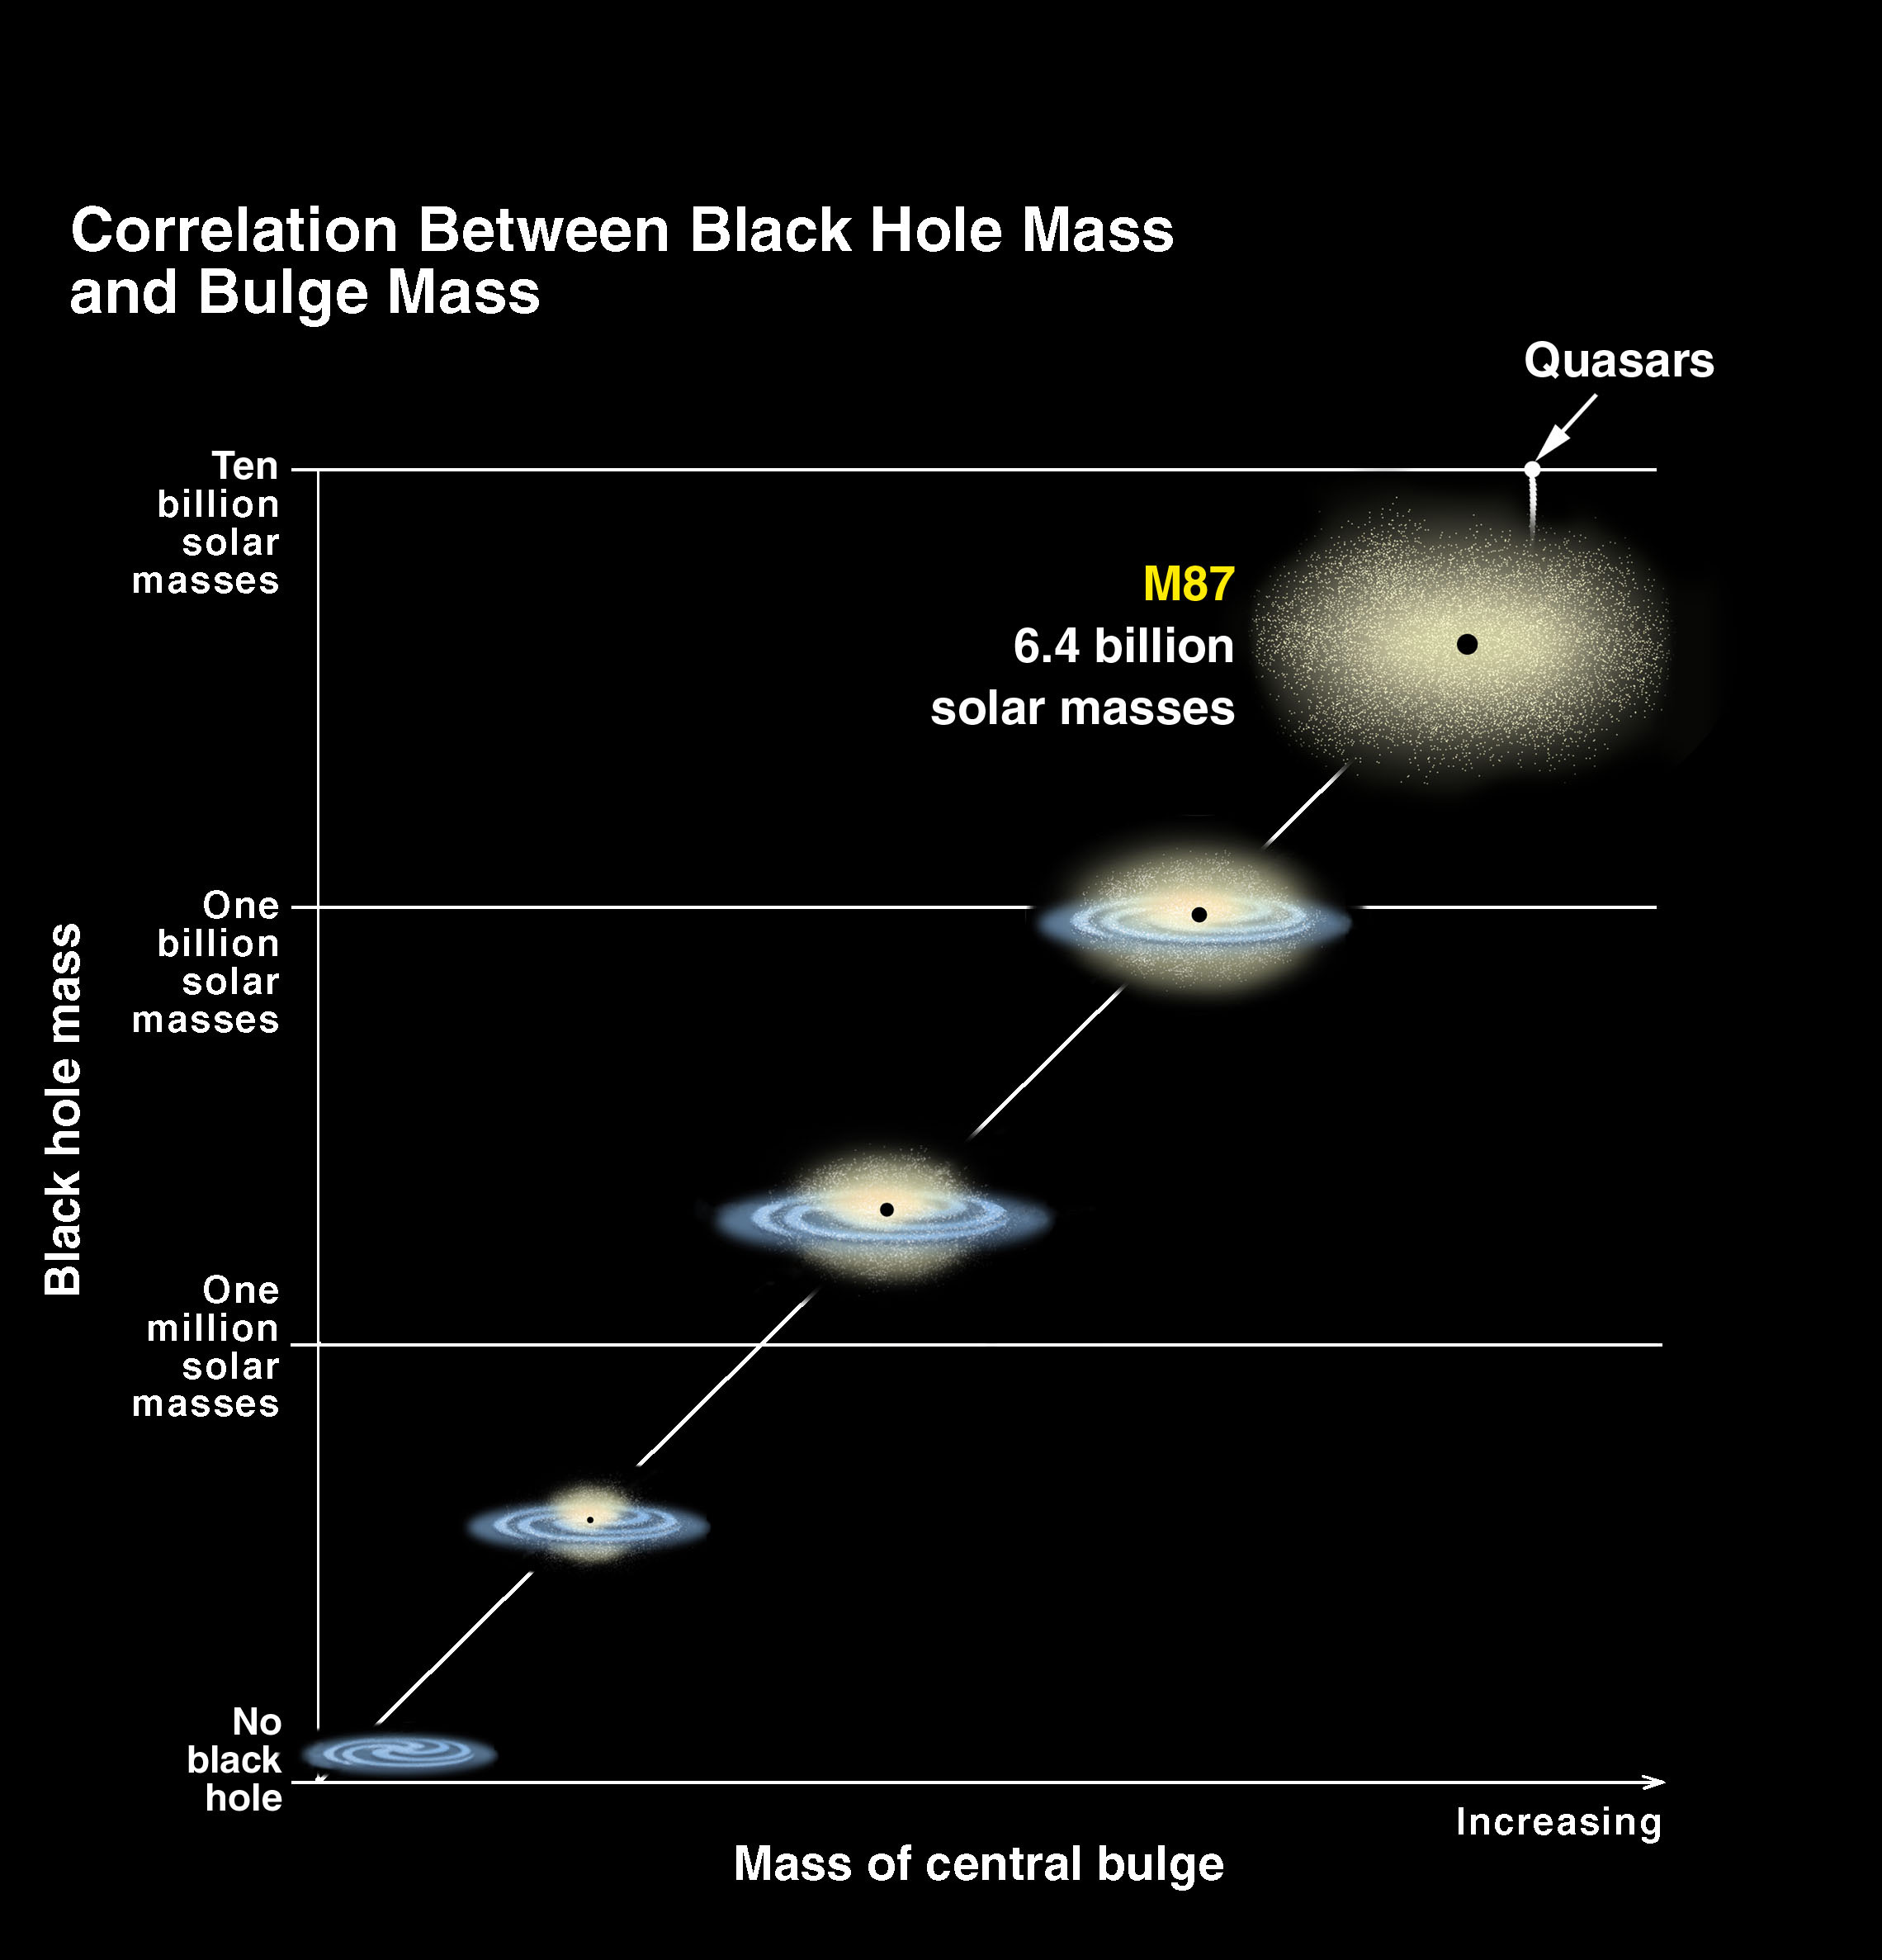 Correlation Between Black Hole Mass
and Bulge Mass
Quasars
Ten
billion
solar
masses
M87
6.4 billion
solar masses
One
billion
solar
masses
Black hole mass
One
million
solar
masses
No
black
hole
Increasing
Mass of central bulge